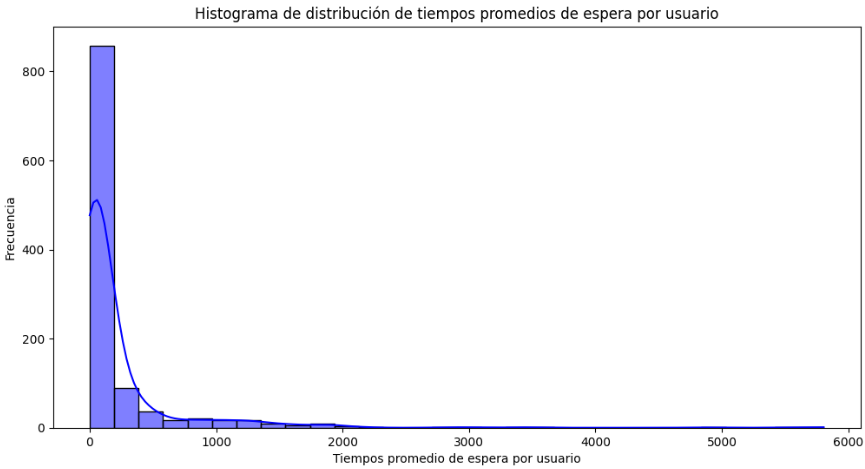 Histograma de distribución de tiempos promedios de espera por usuario
Frecuencia
800
600
400
200
0
0 1000 2000 3000 4000 5000 6000
Tiempos promedio de espera por usuario